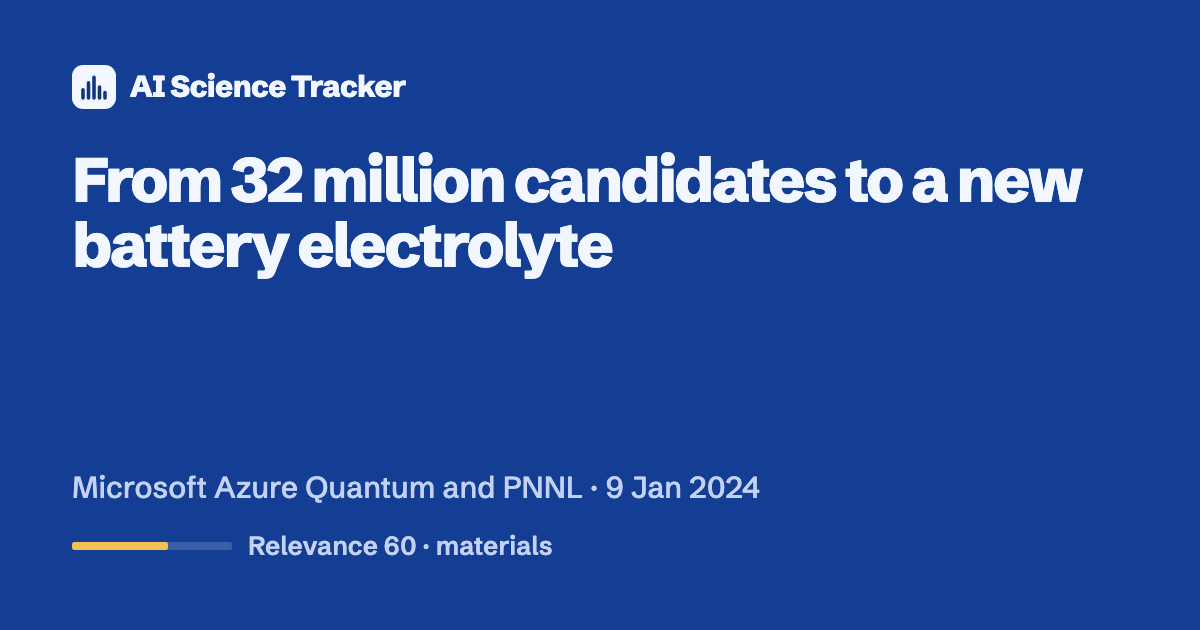 AI Science Tracker
From 32 million candidates to a new
battery electrolyte
Microsoft Azure Quantum and PNNL · 9 Jan 2024
Relevance 60 · materials